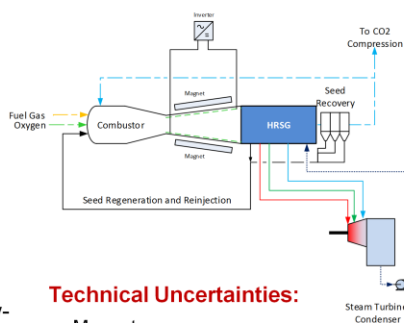 Inverter
To CO2
Compression
Magnet
Seed
Recovery
Fuel Gas
Oxygen
Combustor
HRSG
Magnet
Seed Regeneration and Reinjection
Technical Uncertainties:
Steam Turbine
Condenser